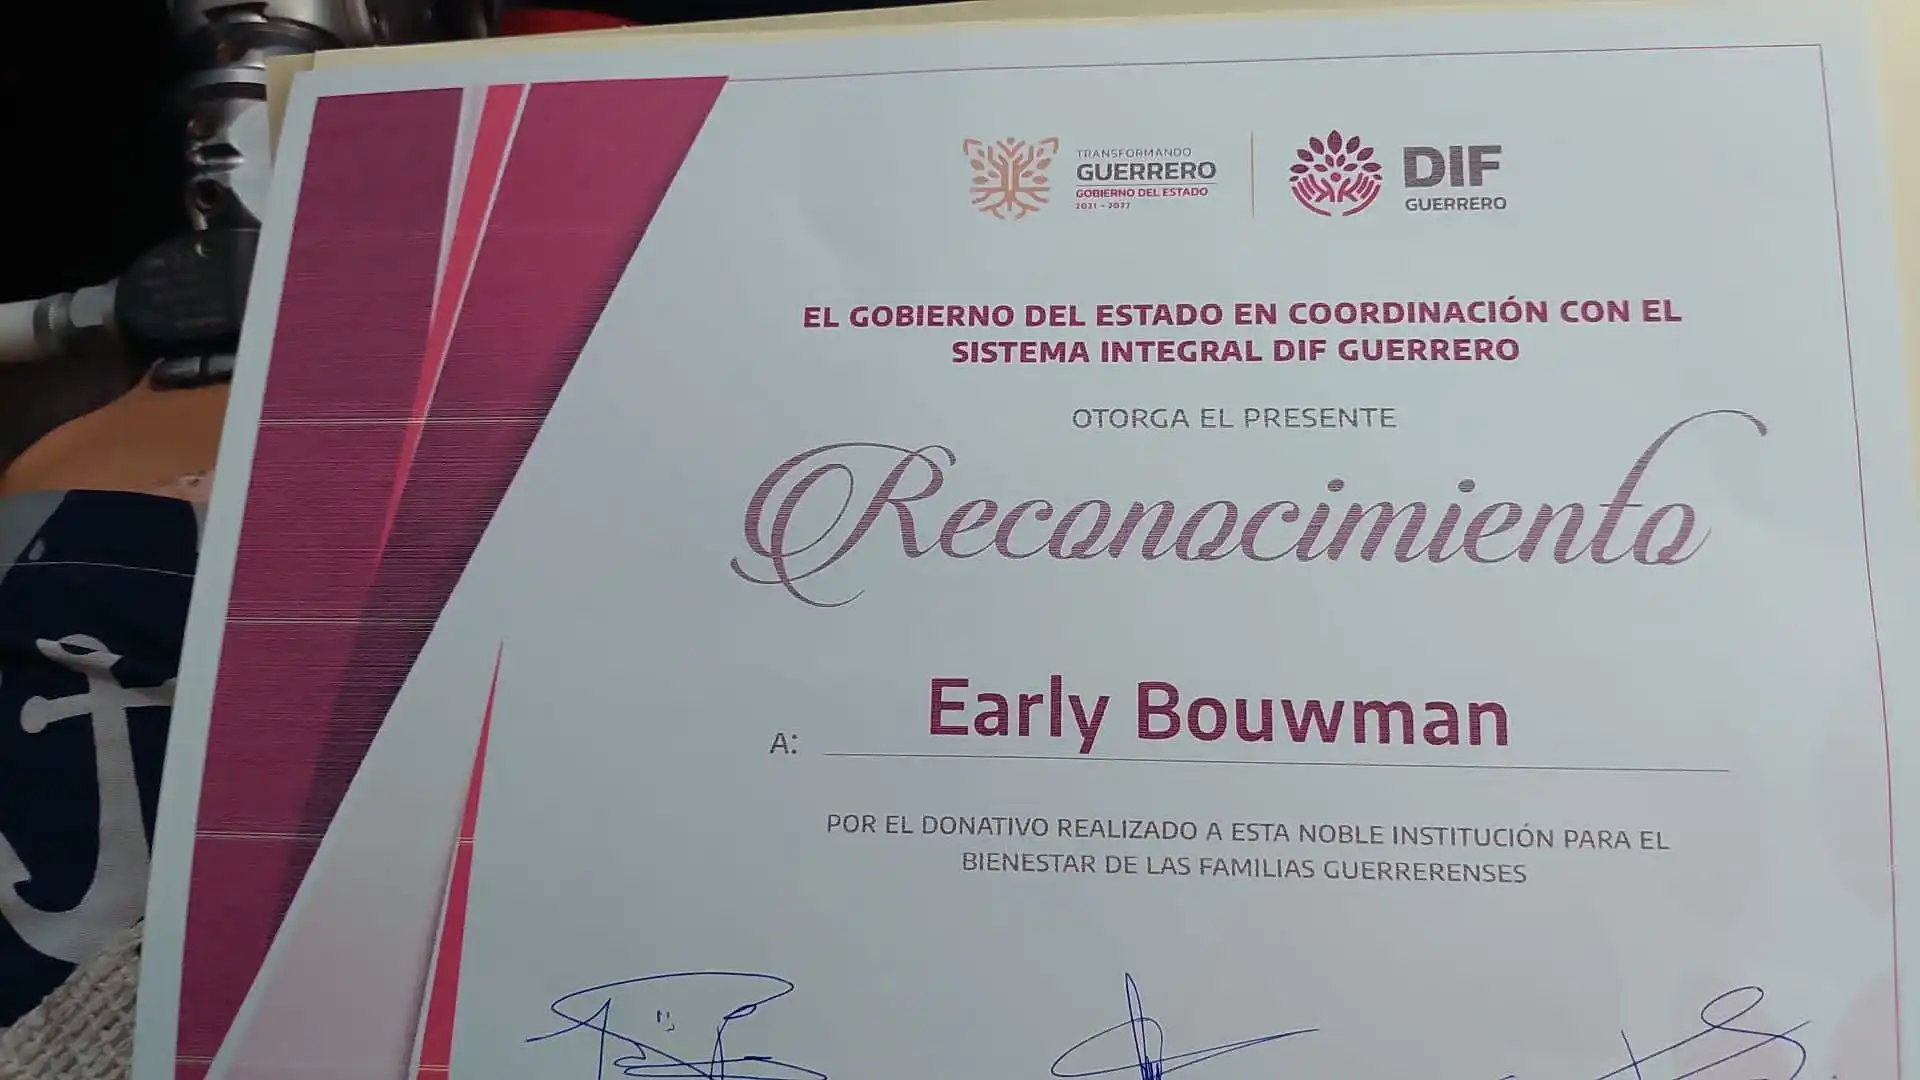 TRANSFORMANDO
GUERRERO
GOBIERNO DEL ESTADO
2021 - 2027
DIF
GUERRERO
EL GOBIERNO DEL ESTADO EN COORDINACIÓN CON EL
SISTEMA INTEGRAL DIF GUERRERO
OTORGA EL PRESENTE
Reconocimiento
A: Early Bouwman
POR EL DONATIVO REALIZADO A ESTA NOBLE INSTITUCIÓN PARA EL
BIENESTAR DE LAS FAMILIAS GUERRERENSES